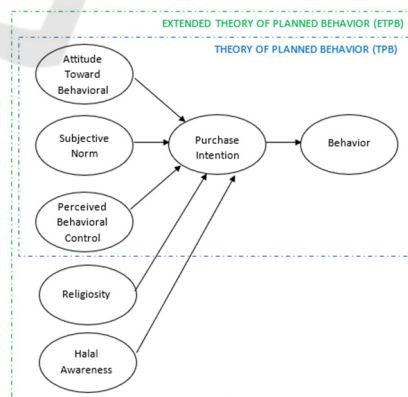 EXTENDED THEORY OF PLANNED BEHAVIOR (ETPB)
THEORY OF PLANNED BEHAVIOR (TPB)
Attitude
Toward
Behavioral
Subjective
Norm
Purchase
Intention
Behavior
Perceived
Behavioral
Control
Religiosity
Halal
Awareness